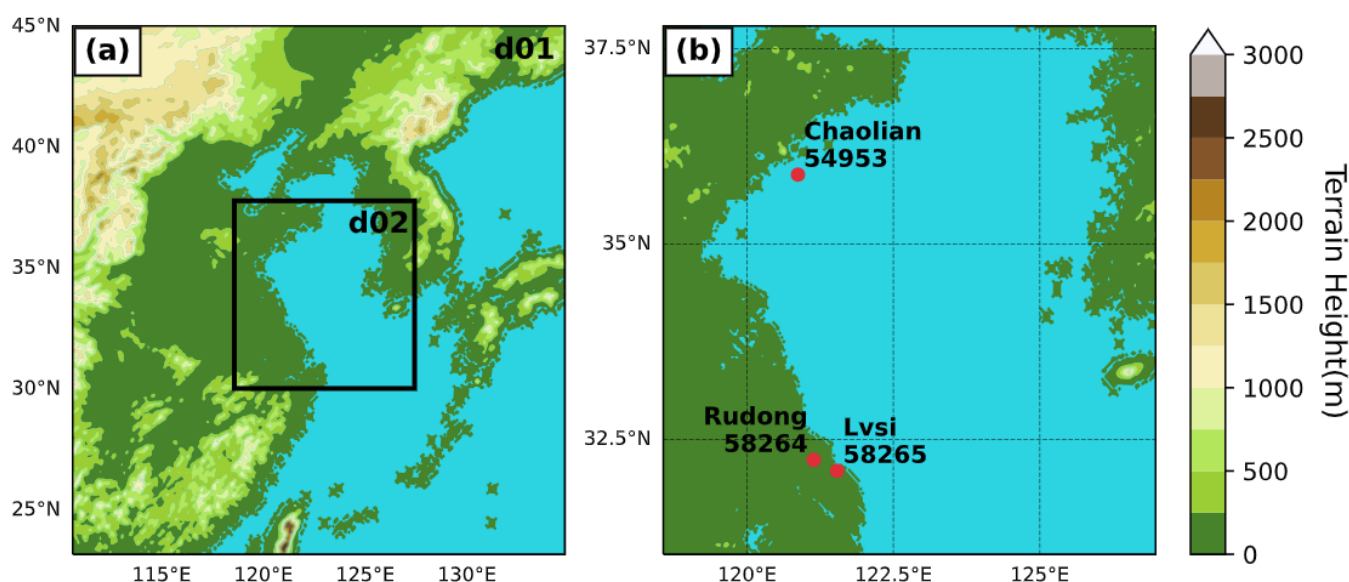 (a)
d01
d02
45°N
40°N
35°N
30°N
25°N
115°E
120°E
125°E
130°E
(b)
37.5°N
35°N
32.5°N
Chaolian
54953
Rudong
58264
Lvsi
58265
120°E
122.5°E
125°E
3000
2500
2000
1500
1000
500
0
Terrain Height(m)